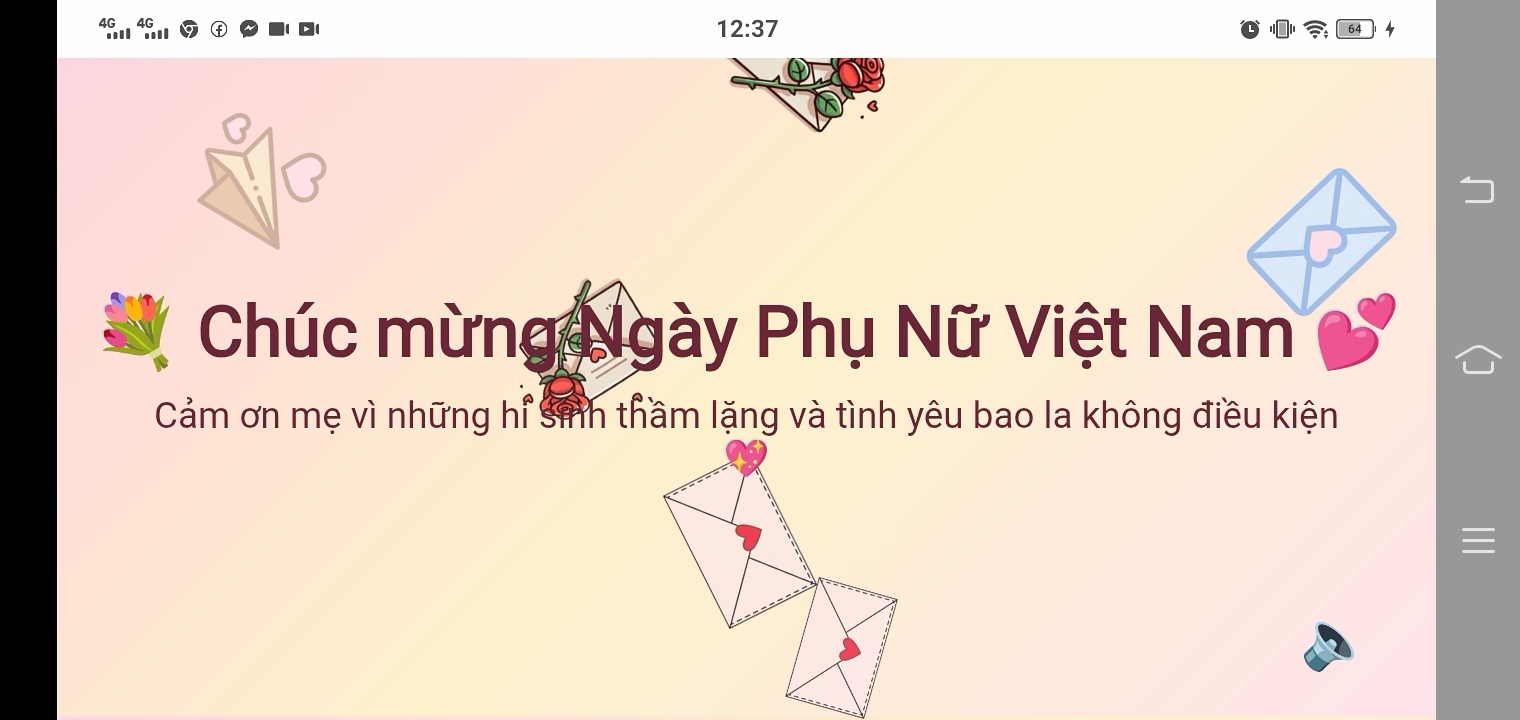 4G 4G 12:37 64
💐 Chúc mừng Ngày Phụ Nữ Việt Nam 💕
Cảm ơn mẹ vì những hi sinh thầm lặng và tình yêu bao la không điều kiện
💖